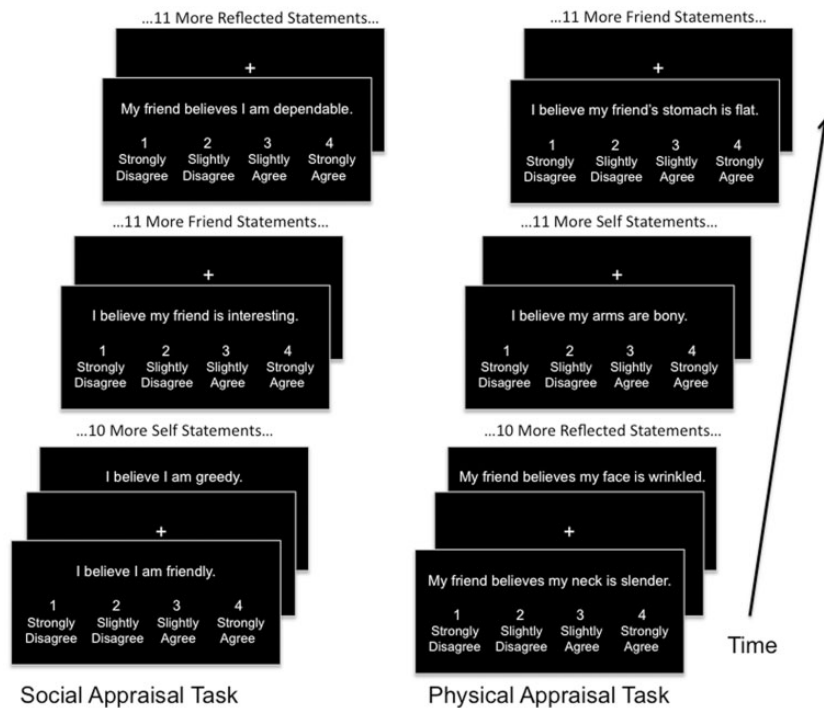 ...11 More Reflected Statements...
+
My friend believes I am dependable.
1 2 3 4
Strongly Slightly Slightly Strongly
Disagree Disagree Agree Agree
...11 More Friend Statements...
+
I believe my friend is interesting.
1 2 3 4
Strongly Slightly Slightly Strongly
Disagree Disagree Agree Agree
...10 More Self Statements...
I believe I am greedy.
+
I believe I am friendly.
1 2 3 4
Strongly Slightly Slightly Strongly
Disagree Disagree Agree Agree
Social Appraisal Task
...11 More Friend Statements...
+
I believe my friend's stomach is flat.
1 2 3 4
Strongly Slightly Slightly Strongly
Disagree Disagree Agree Agree
...11 More Self Statements...
+
I believe my arms are bony.
1 2 3 4
Strongly Slightly Slightly Strongly
Disagree Disagree Agree Agree
...10 More Reflected Statements...
My friend believes my face is wrinkled.
+
My friend believes my neck is slender.
1 2 3 4
Strongly Slightly Slightly Strongly
Disagree Disagree Agree Agree
Physical Appraisal Task
Time